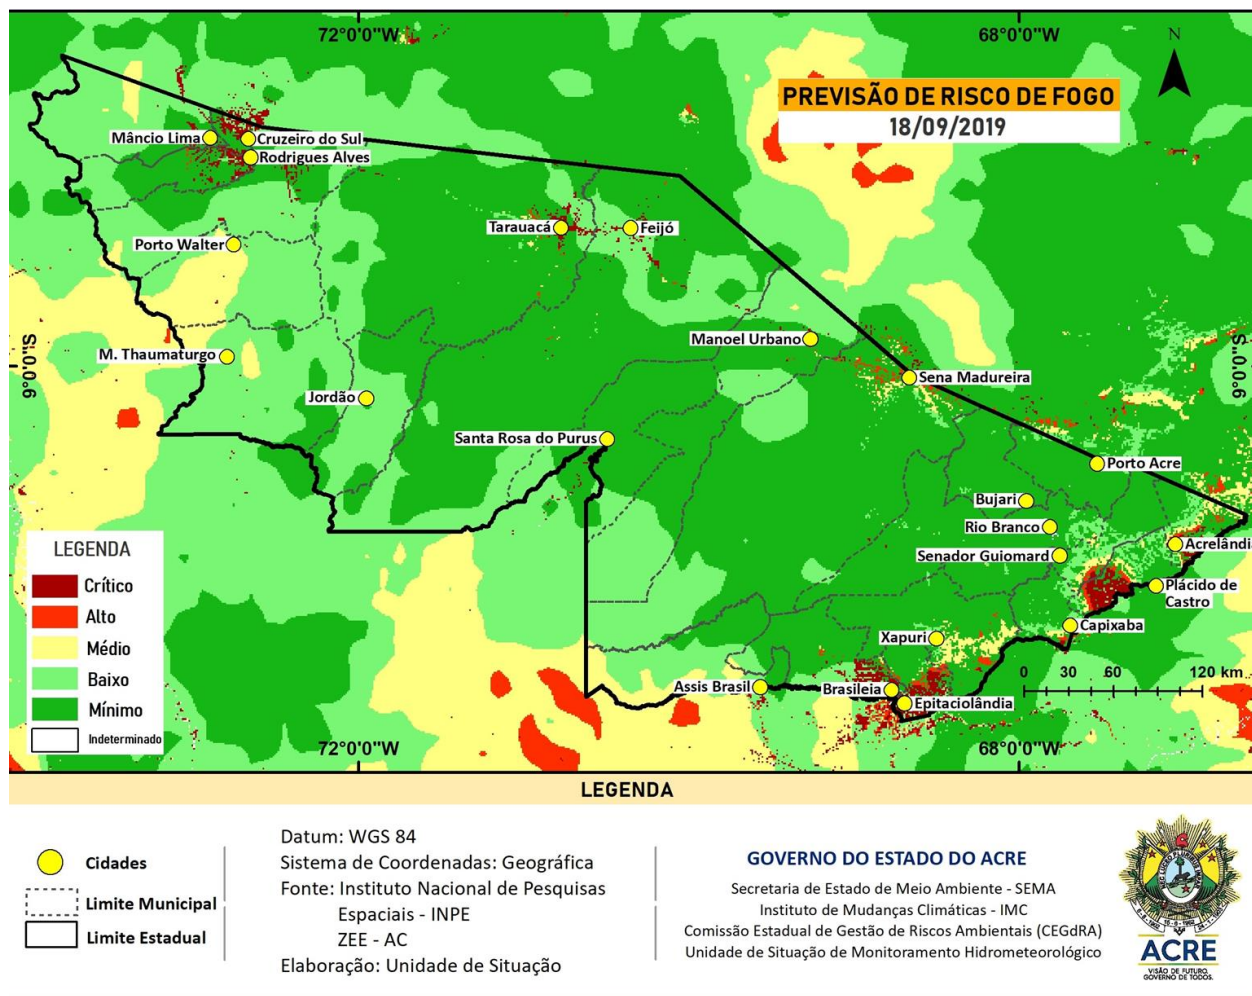 72°0'0"W
68°0'0"W
N
PREVISÃO DE RISCO DE FOGO
18/09/2019
Mâncio Lima
Cruzeiro do Sul
Rodrigues Alves
Tarauacá
Feijó
Porto Walter
9°0'0"S
9°0'0"S
M. Thaumaturgo
Manoel Urbano
Sena Madureira
Jordão
Santa Rosa do Purus
Porto Acre
Bujari
Rio Branco
Senador Guiomard
Acrelândia
Plácido de
Castro
Capixaba
Xapuri
Assis Brasil
Brasileia
Epitaciolândia
0 30 60 120 km
LEGENDA
Crítico
Alto
Médio
Baixo
Mínimo
Indeterminado
72°0'0"W
68°0'0"W
LEGENDA
Cidades
Limite Municipal
Limite Estadual
Datum: WGS 84
Sistema de Coordenadas: Geográfica
Fonte: Instituto Nacional de Pesquisas
Espaciais - INPE
ZEE - AC
Elaboração: Unidade de Situação
GOVERNO DO ESTADO DO ACRE
Secretaria de Estado de Meio Ambiente - SEMA
Instituto de Mudanças Climáticas - IMC
Comissão Estadual de Gestão de Riscos Ambientais (CEGdRA)
Unidade de Situação de Monitoramento Hidrometeorológico
ACRE
VISÃO DE FUTURO.
GOVERNO DE TODOS.